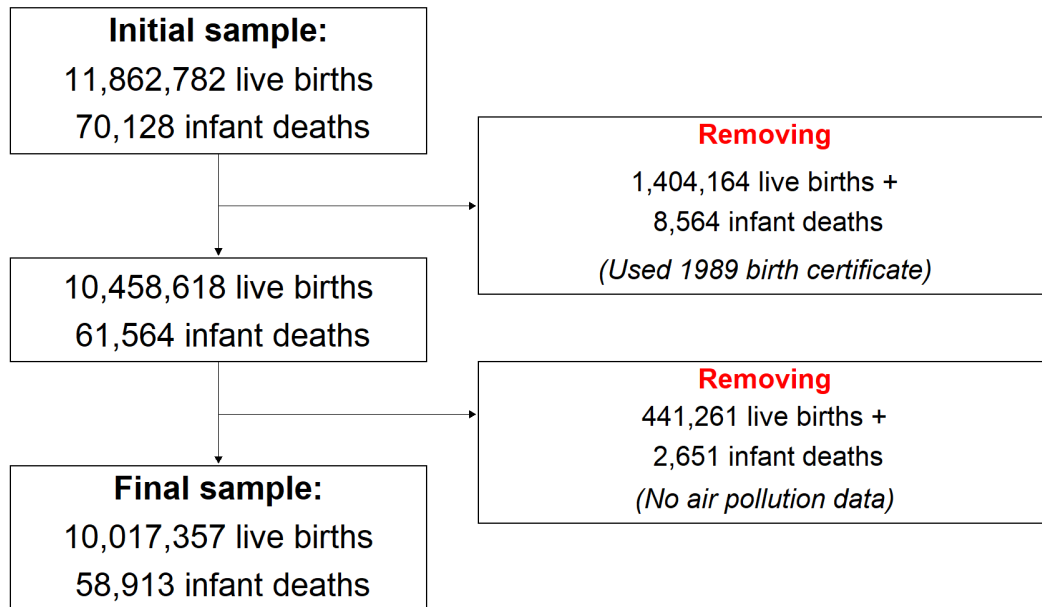 Initial sample:
11,862,782 live births
70,128 infant deaths
Removing
1,404,164 live births +
8,564 infant deaths
(Used 1989 birth certificate)
10,458,618 live births
61,564 infant deaths
Removing
441,261 live births +
2,651 infant deaths
(No air pollution data)
Final sample:
10,017,357 live births
58,913 infant deaths